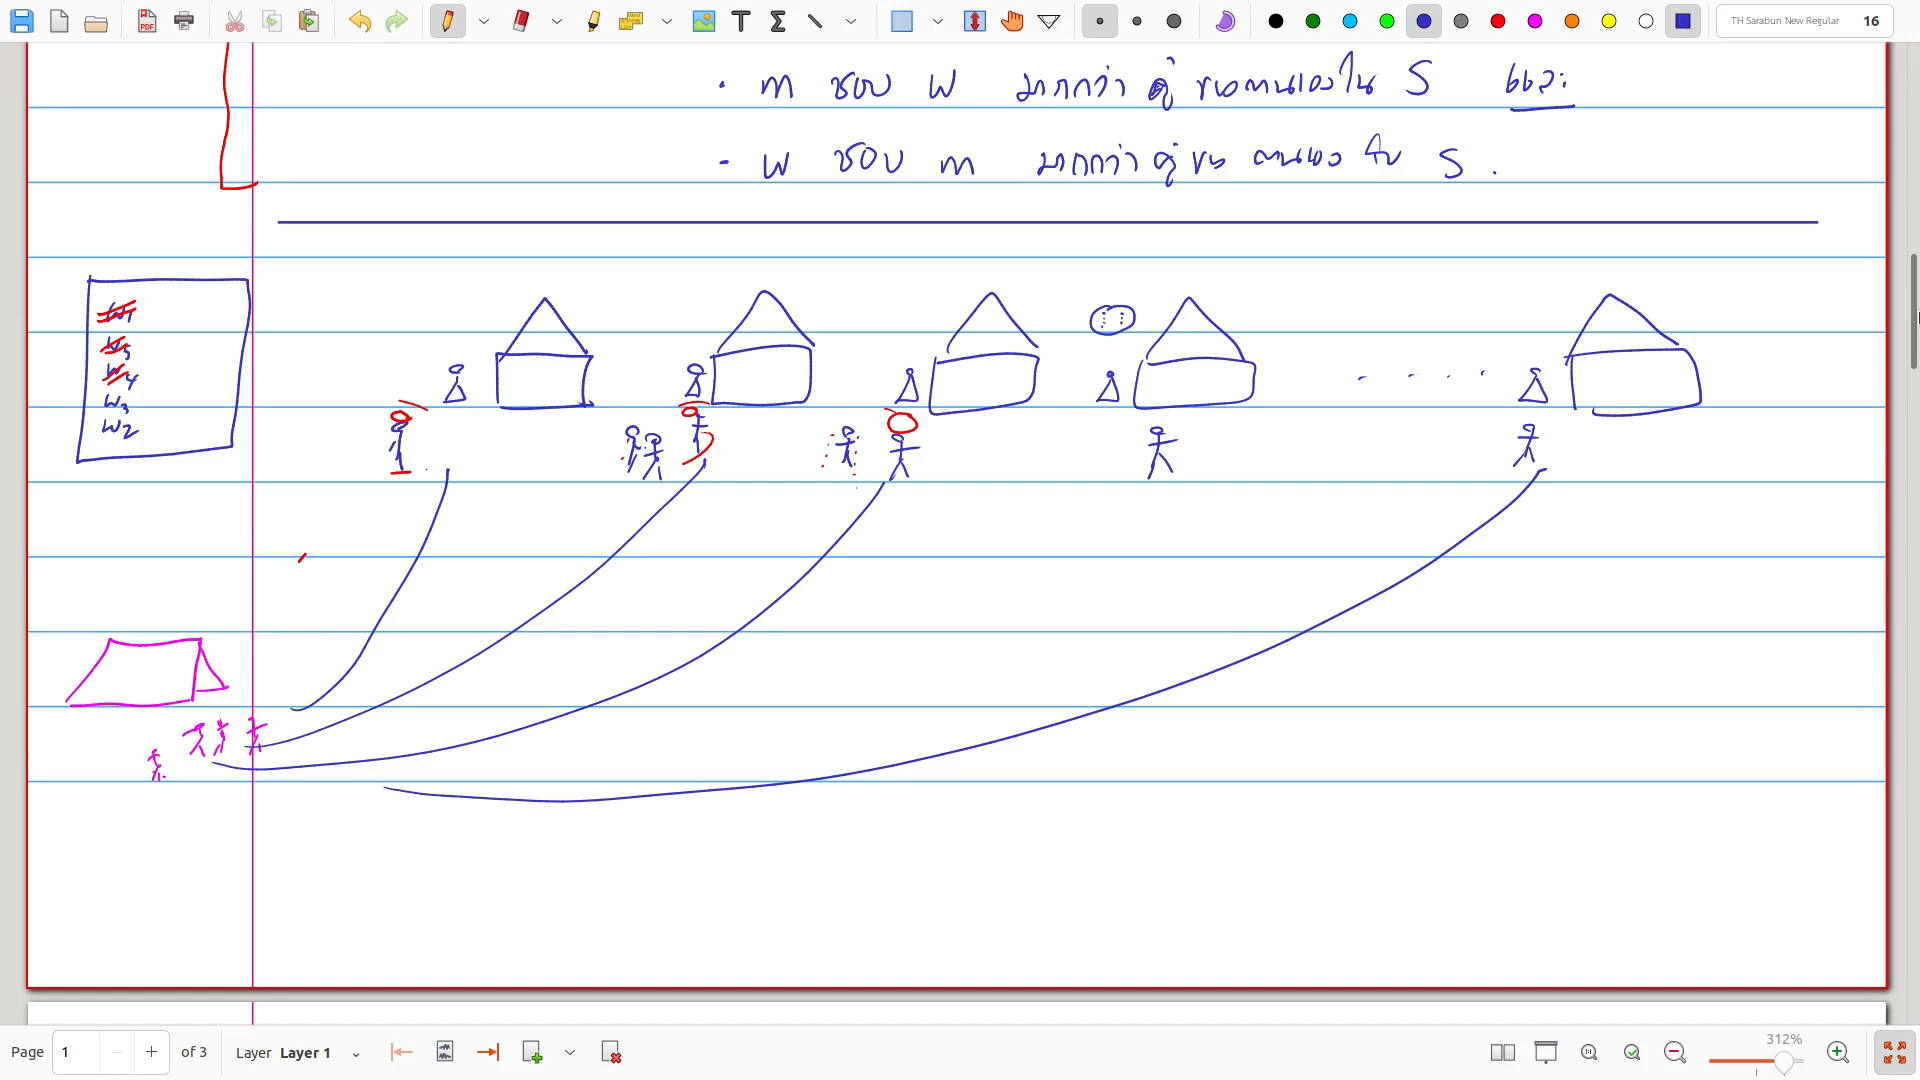 TH Sarabun New Regular 16
· m ชอบ w มากกว่าคู่ของตนเองใน S และ
- w ชอบ m มากกว่าคู่ของตนเองใน S .
w1
w5
w4
w3
w2
Page 1 of 3 Layer Layer 1 312%